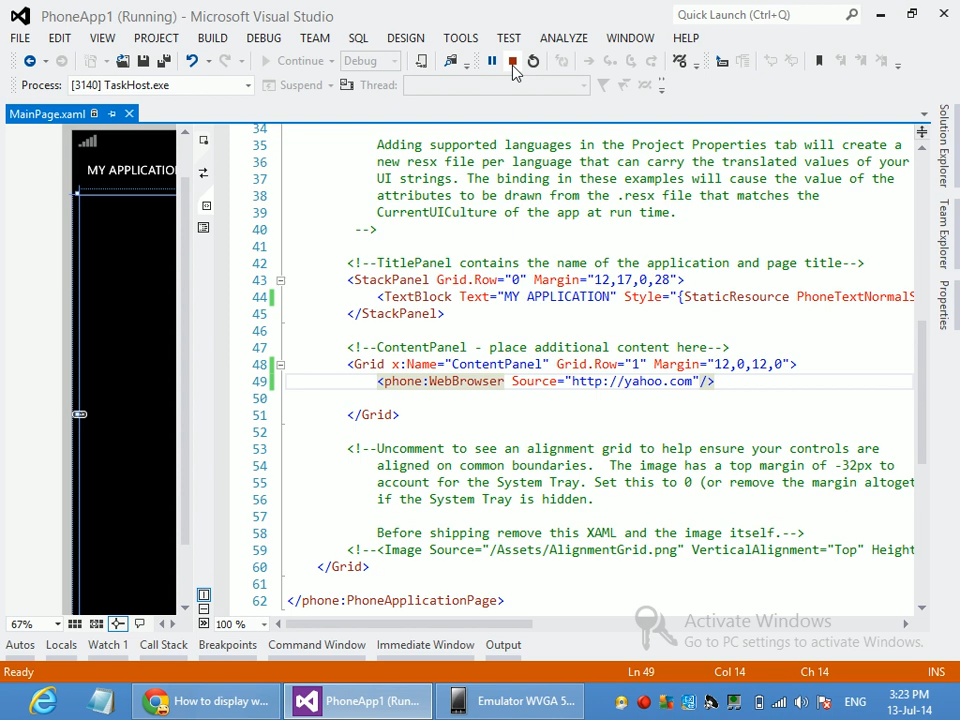 PhoneApp1 (Running) - Microsoft Visual Studio
Quick Launch (Ctrl+Q)
FILE EDIT VIEW PROJECT BUILD DEBUG TEAM SQL DESIGN TOOLS TEST ANALYZE WINDOW HELP
Continue Debug
Process: [3140] TaskHost.exe Suspend Thread:
MainPage.xaml
MY APPLICATION
34
35 Adding supported languages in the Project Properties tab will create a
36 new resx file per language that can carry the translated values of your
37 UI strings. The binding in these examples will cause the value of the
38 attributes to be drawn from the .resx file that matches the
39 CurrentUICulture of the app at run time.
40 -->
41
42 <!--TitlePanel contains the name of the application and page title-->
43 <StackPanel Grid.Row="0" Margin="12,17,0,28">
44 <TextBlock Text="MY APPLICATION" Style="{StaticResource PhoneTextNormalS
45 </StackPanel>
46
47 <!--ContentPanel - place additional content here-->
48 <Grid x:Name="ContentPanel" Grid.Row="1" Margin="12,0,12,0">
49 <phone:WebBrowser Source="http://yahoo.com"/>
50
51 </Grid>
52
53 <!--Uncomment to see an alignment grid to help ensure your controls are
54 aligned on common boundaries. The image has a top margin of -32px to
55 account for the System Tray. Set this to 0 (or remove the margin altoget
56 if the System Tray is hidden.
57
58 Before shipping remove this XAML and the image itself.-->
59 <!--<Image Source="/Assets/AlignmentGrid.png" VerticalAlignment="Top" Height
60 </Grid>
61
62 </phone:PhoneApplicationPage>
Solution Explorer
Team Explorer
Properties
67% 100 %
Activate Windows
Go to PC settings to activate Windows.
Autos Locals Watch 1 Call Stack Breakpoints Command Window Immediate Window Output
Ready Ln 49 Col 14 Ch 14 INS
How to display w... PhoneApp1 (Run... Emulator WVGA 5... ENG
3:23 PM
13-Jul-14